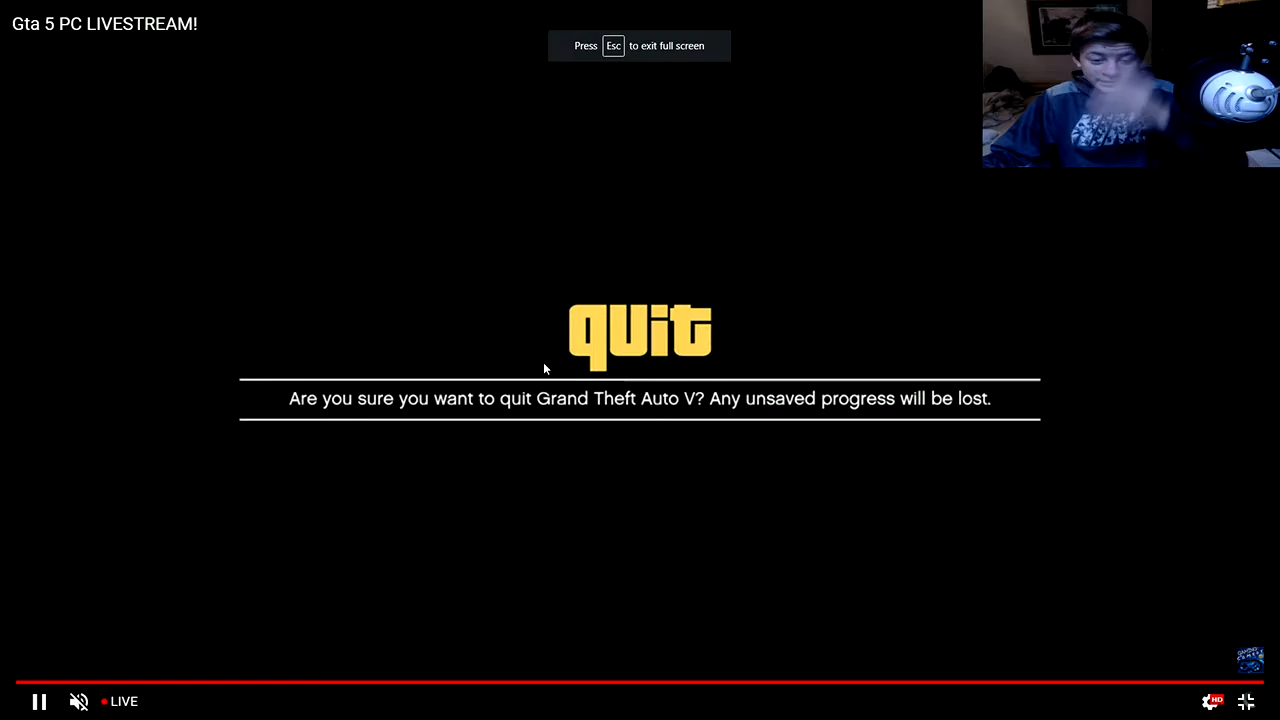 Gta 5 PC LIVESTREAM!
Press Esc to exit full screen
quit
Are you sure you want to quit Grand Theft Auto V? Any unsaved progress will be lost.
LIVE
HD